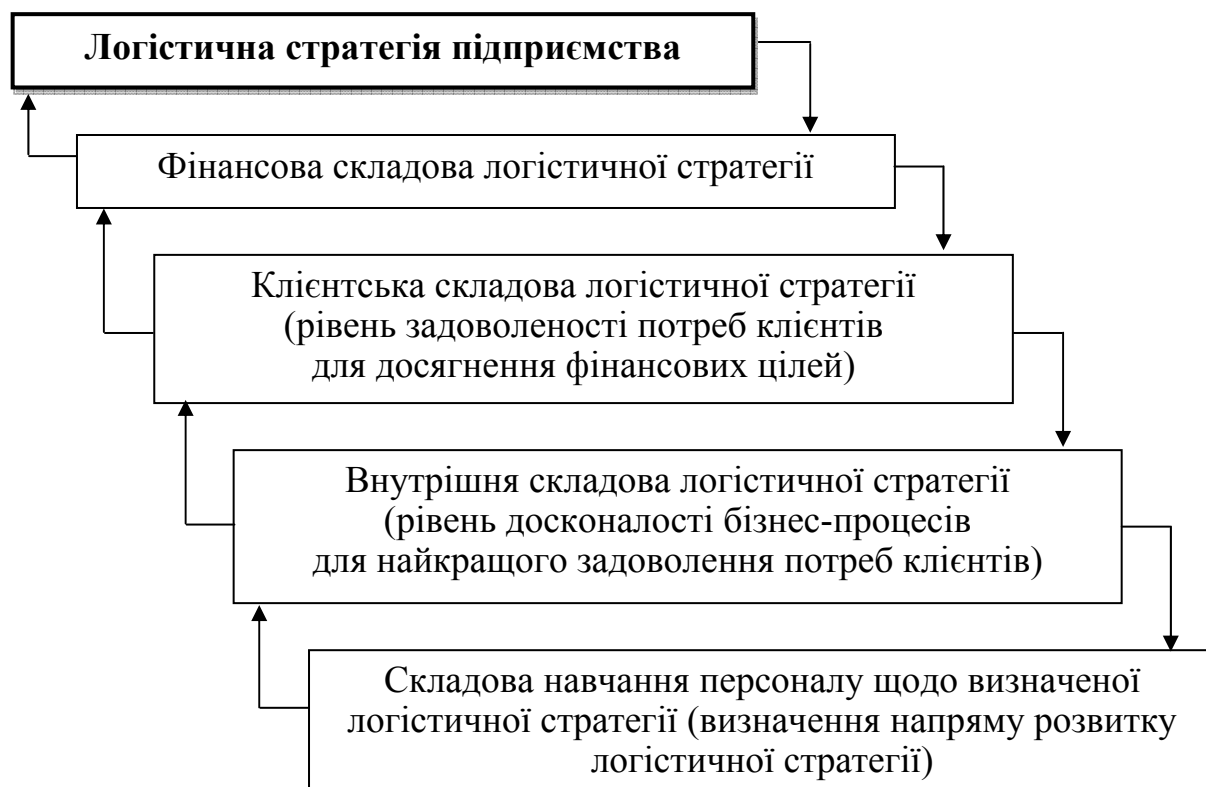 Логістична стратегія підприємства
Фінансова складова логістичної стратегії
Клієнтська складова логістичної стратегії
(рівень задоволеності потреб клієнтів
для досягнення фінансових цілей)
Внутрішня складова логістичної стратегії
(рівень досконалості бізнес-процесів
для найкращого задоволення потреб клієнтів)
Складова навчання персоналу щодо визначеної
логістичної стратегії (визначення напряму розвитку
логістичної стратегії)